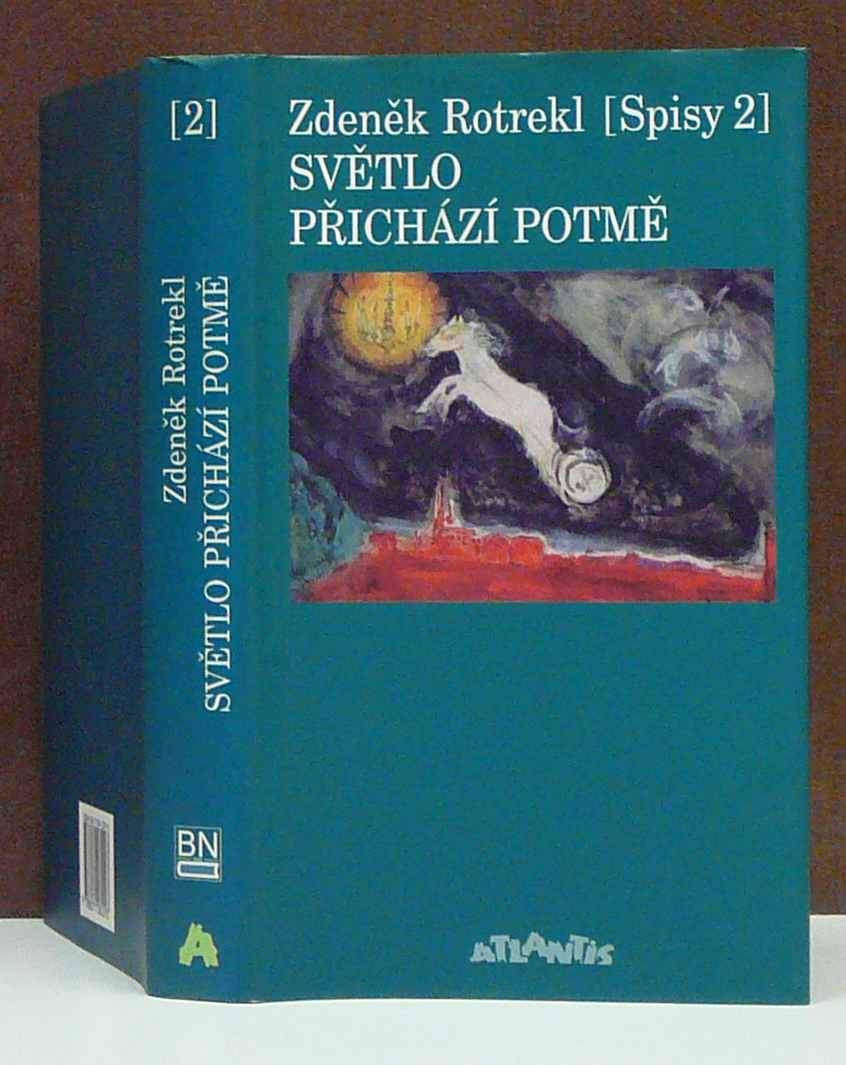 [2]
Zdeněk Rotrekl
SVĚTLO PŘICHÁZÍ POTMĚ
BN
A
Zdeněk Rotrekl [Spisy 2]
SVĚTLO
PŘICHÁZÍ POTMĚ
ATLANTIS